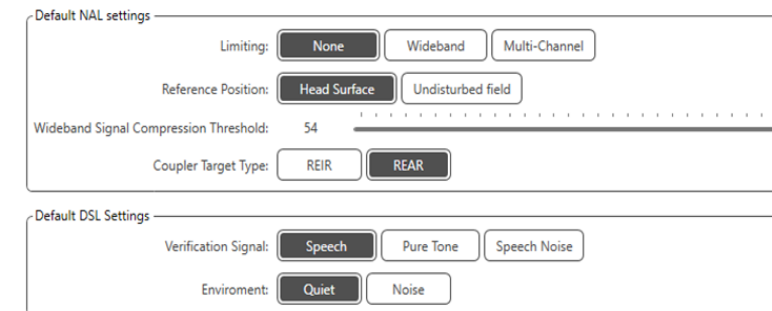 Default NAL settings
Limiting: None Wideband Multi-Channel
Reference Position: Head Surface Undisturbed field
Wideband Signal Compression Threshold: 54
Coupler Target Type: REIR REAR
Default DSL Settings
Verification Signal: Speech Pure Tone Speech Noise
Enviroment: Quiet Noise